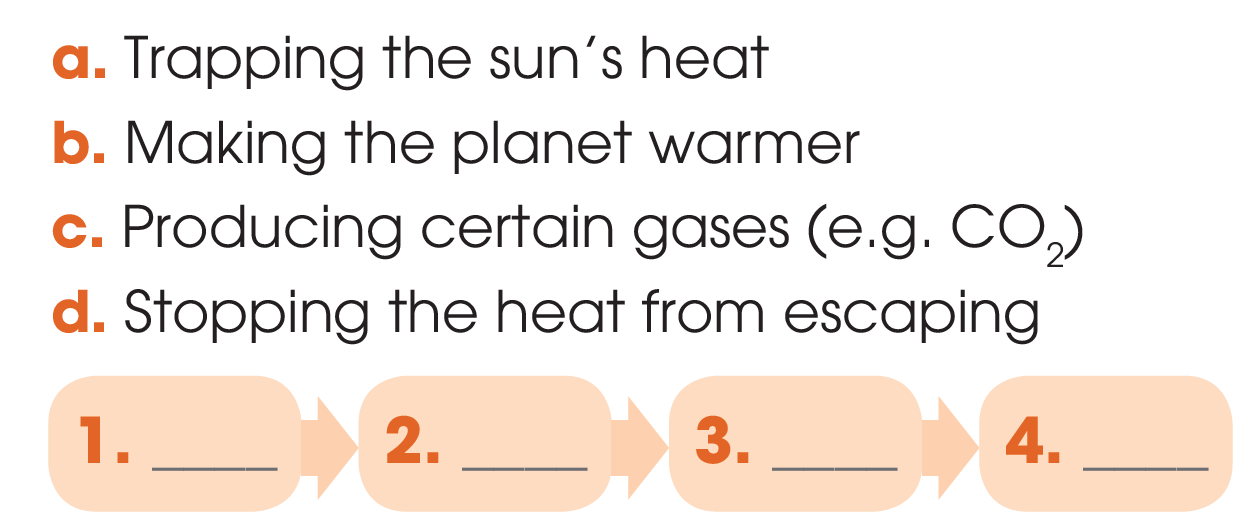 a. Trapping the sun's heat
b. Making the planet warmer
c. Producing certain gases (e.g. CO₂)
d. Stopping the heat from escaping
1. ____ 2. ____ 3. ____ 4. ____